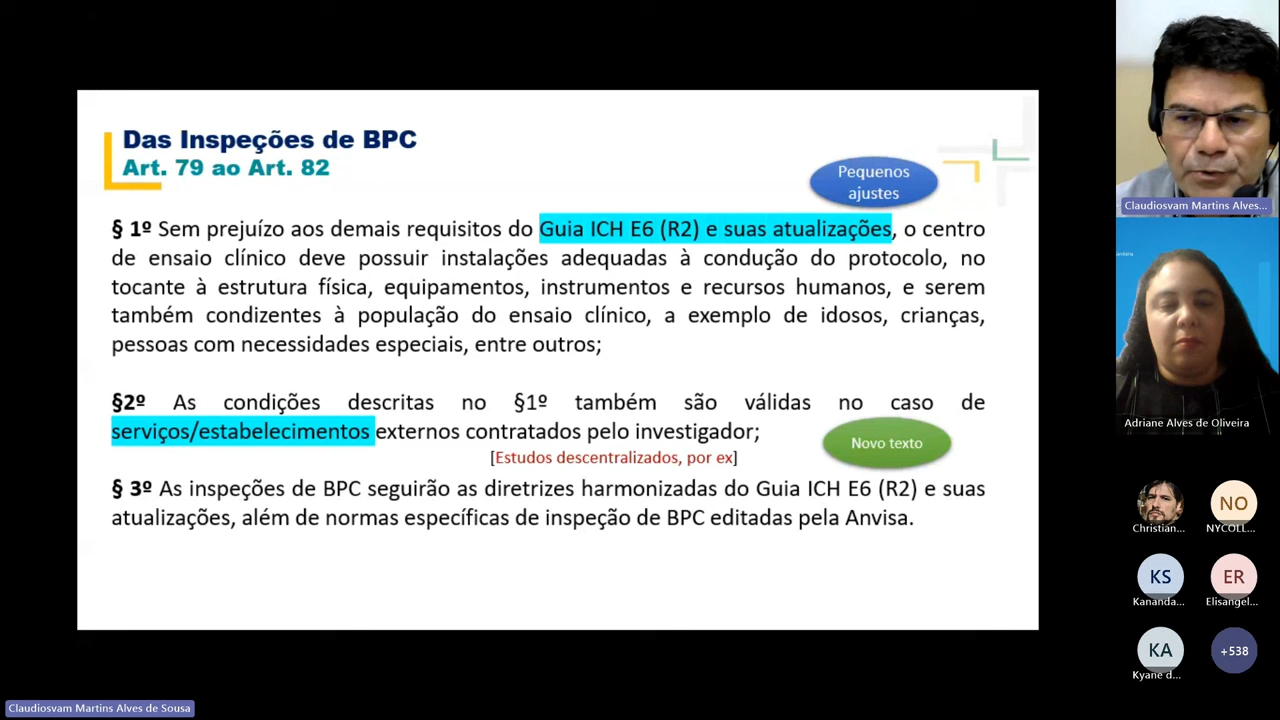 Das Inspeções de BPC
Art. 79 ao Art. 82
Pequenos
ajustes
§ 1º Sem prejuízo aos demais requisitos do Guia ICH E6 (R2) e suas atualizações, o centro
de ensaio clínico deve possuir instalações adequadas à condução do protocolo, no
tocante à estrutura física, equipamentos, instrumentos e recursos humanos, e serem
também condizentes à população do ensaio clínico, a exemplo de idosos, crianças,
pessoas com necessidades especiais, entre outros;
§2º As condições descritas no §1º também são válidas no caso de
serviços/estabelecimentos externos contratados pelo investigador;
Novo texto
[Estudos descentralizados, por ex]
§ 3º As inspeções de BPC seguirão as diretrizes harmonizadas do Guia ICH E6 (R2) e suas
atualizações, além de normas específicas de inspeção de BPC editadas pela Anvisa.
Claudiosvam Martins Alves...
Adriane Alves de Oliveira
Christian...
NO
NYCOLL...
KS
Kananda...
ER
Elisangel...
KA
Kyane d...
+538
Claudiosvam Martins Alves de Sousa